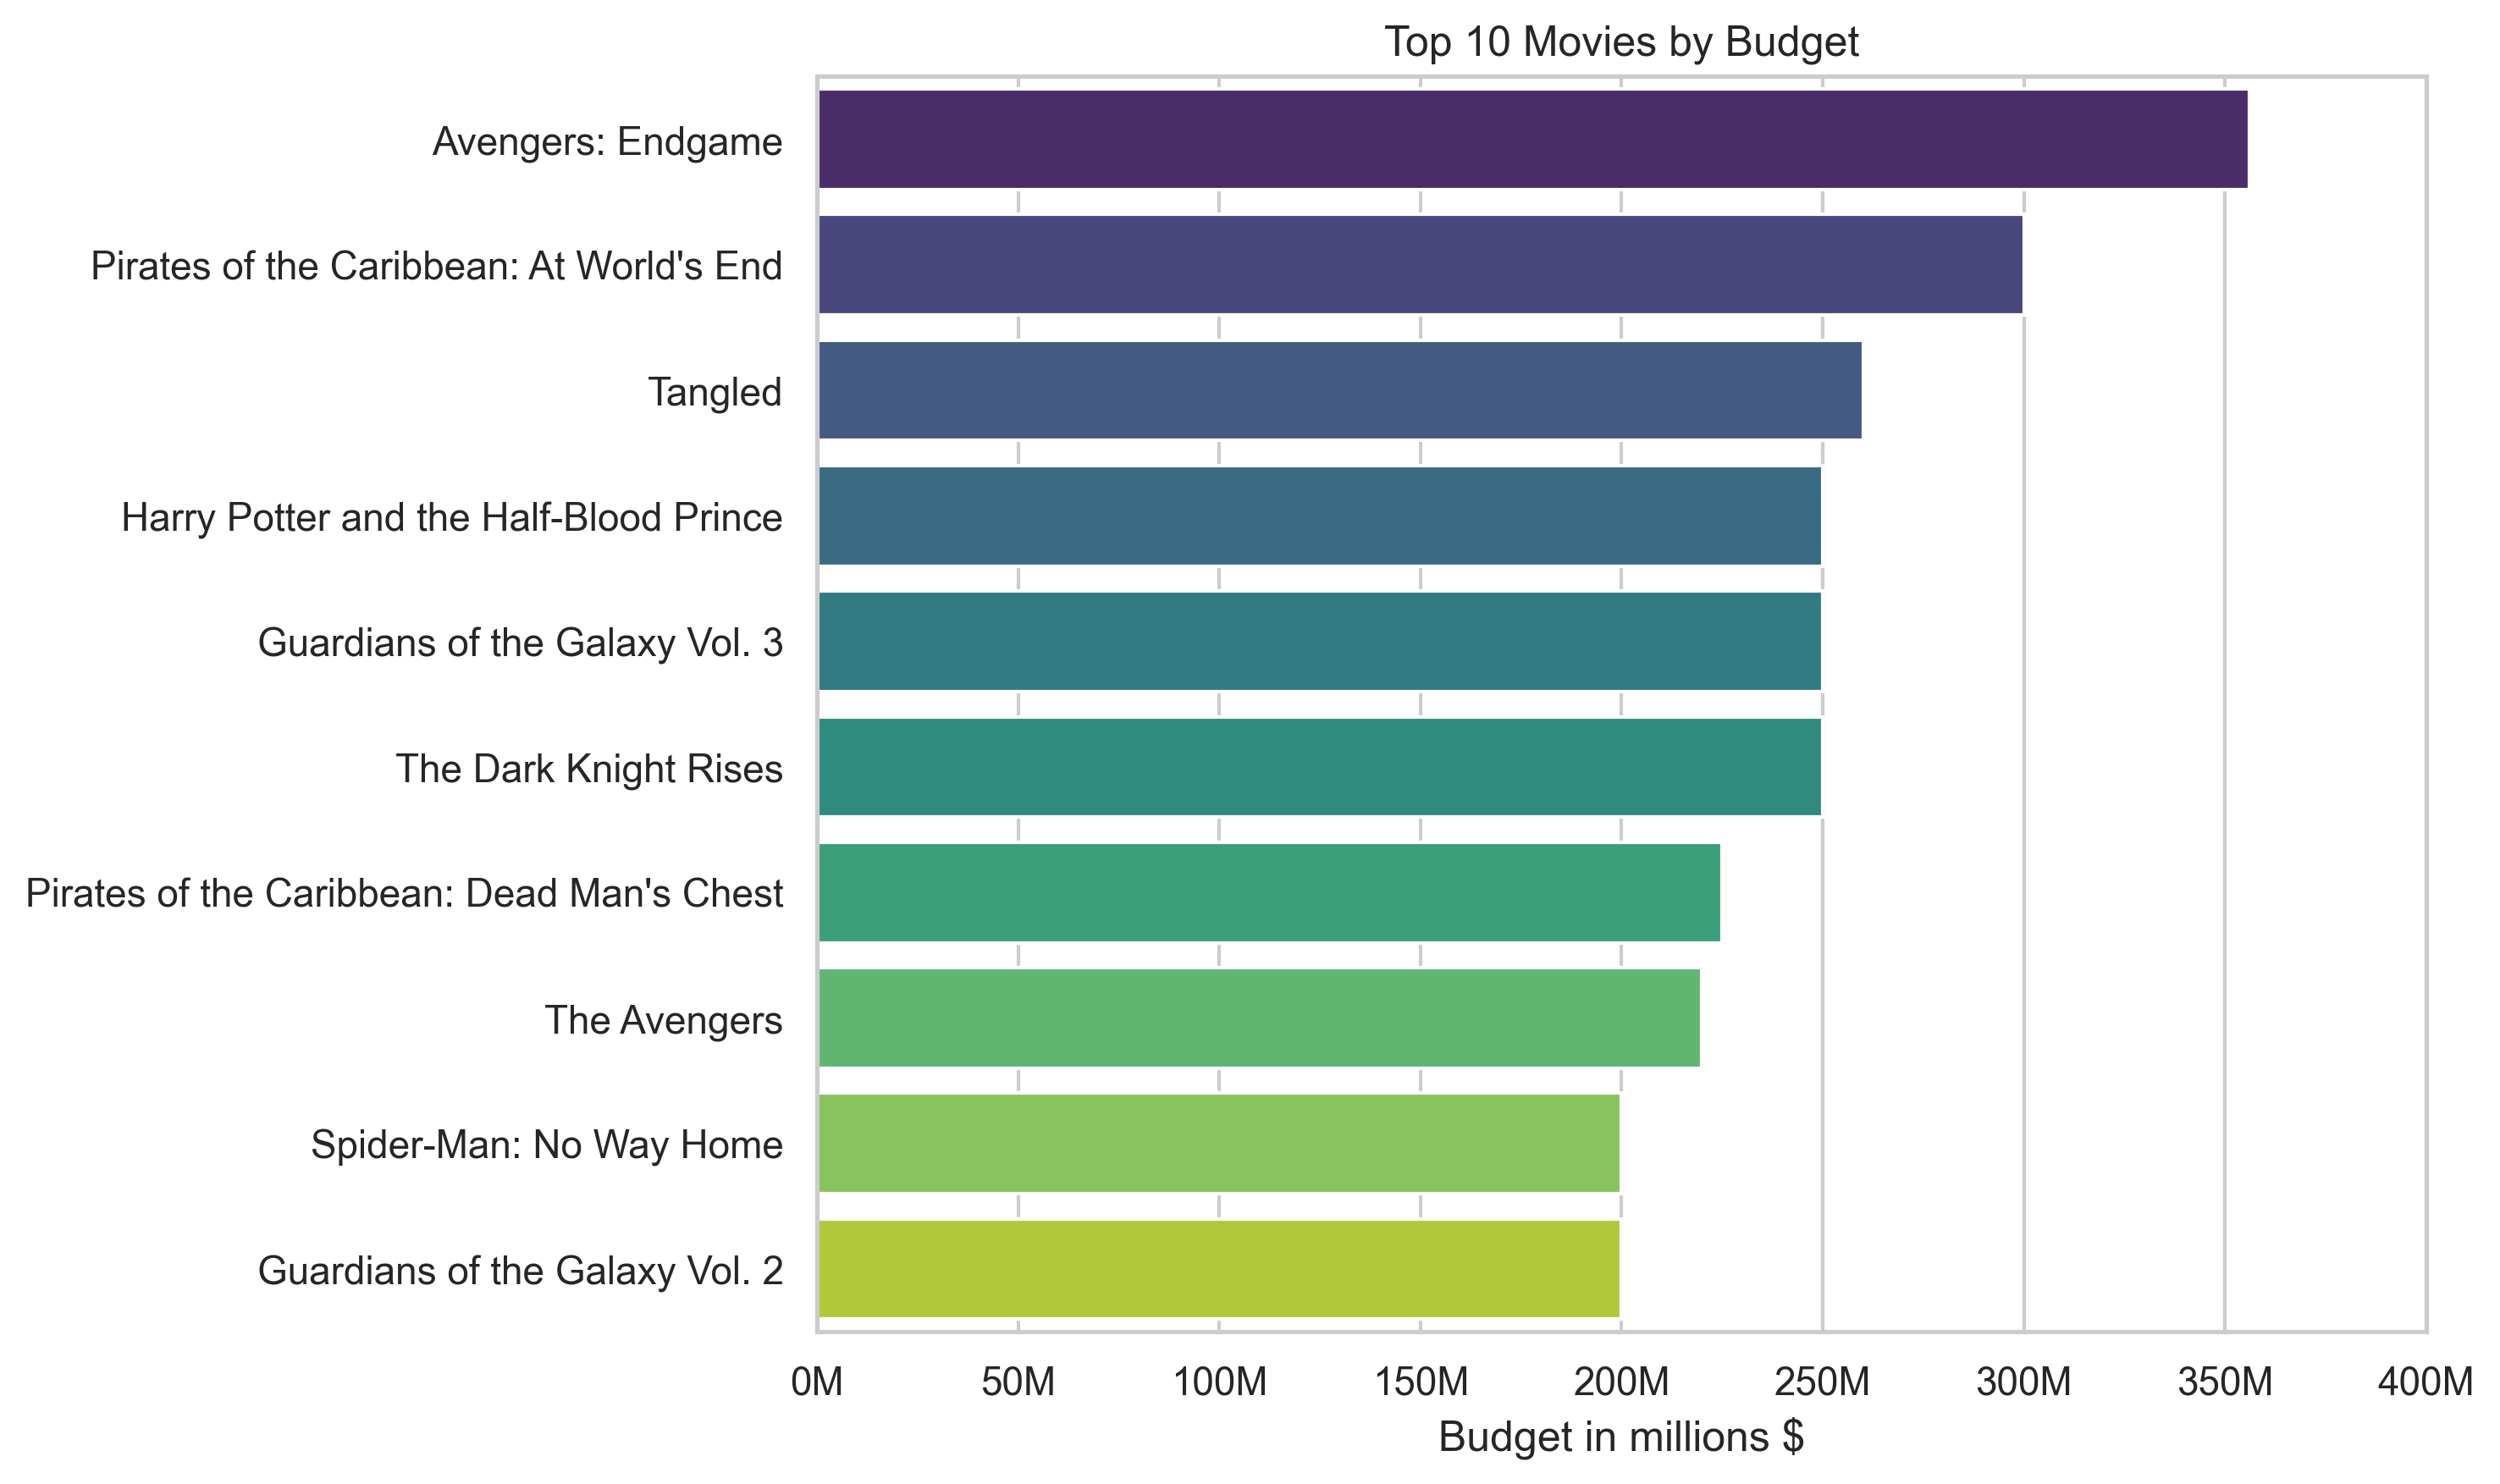 Top 10 Movies by Budget
Avengers: Endgame
Pirates of the Caribbean: At World's End
Tangled
Harry Potter and the Half-Blood Prince
Guardians of the Galaxy Vol. 3
The Dark Knight Rises
Pirates of the Caribbean: Dead Man's Chest
The Avengers
Spider-Man: No Way Home
Guardians of the Galaxy Vol. 2
0M 50M 100M 150M 200M 250M 300M 350M 400M
Budget in millions $